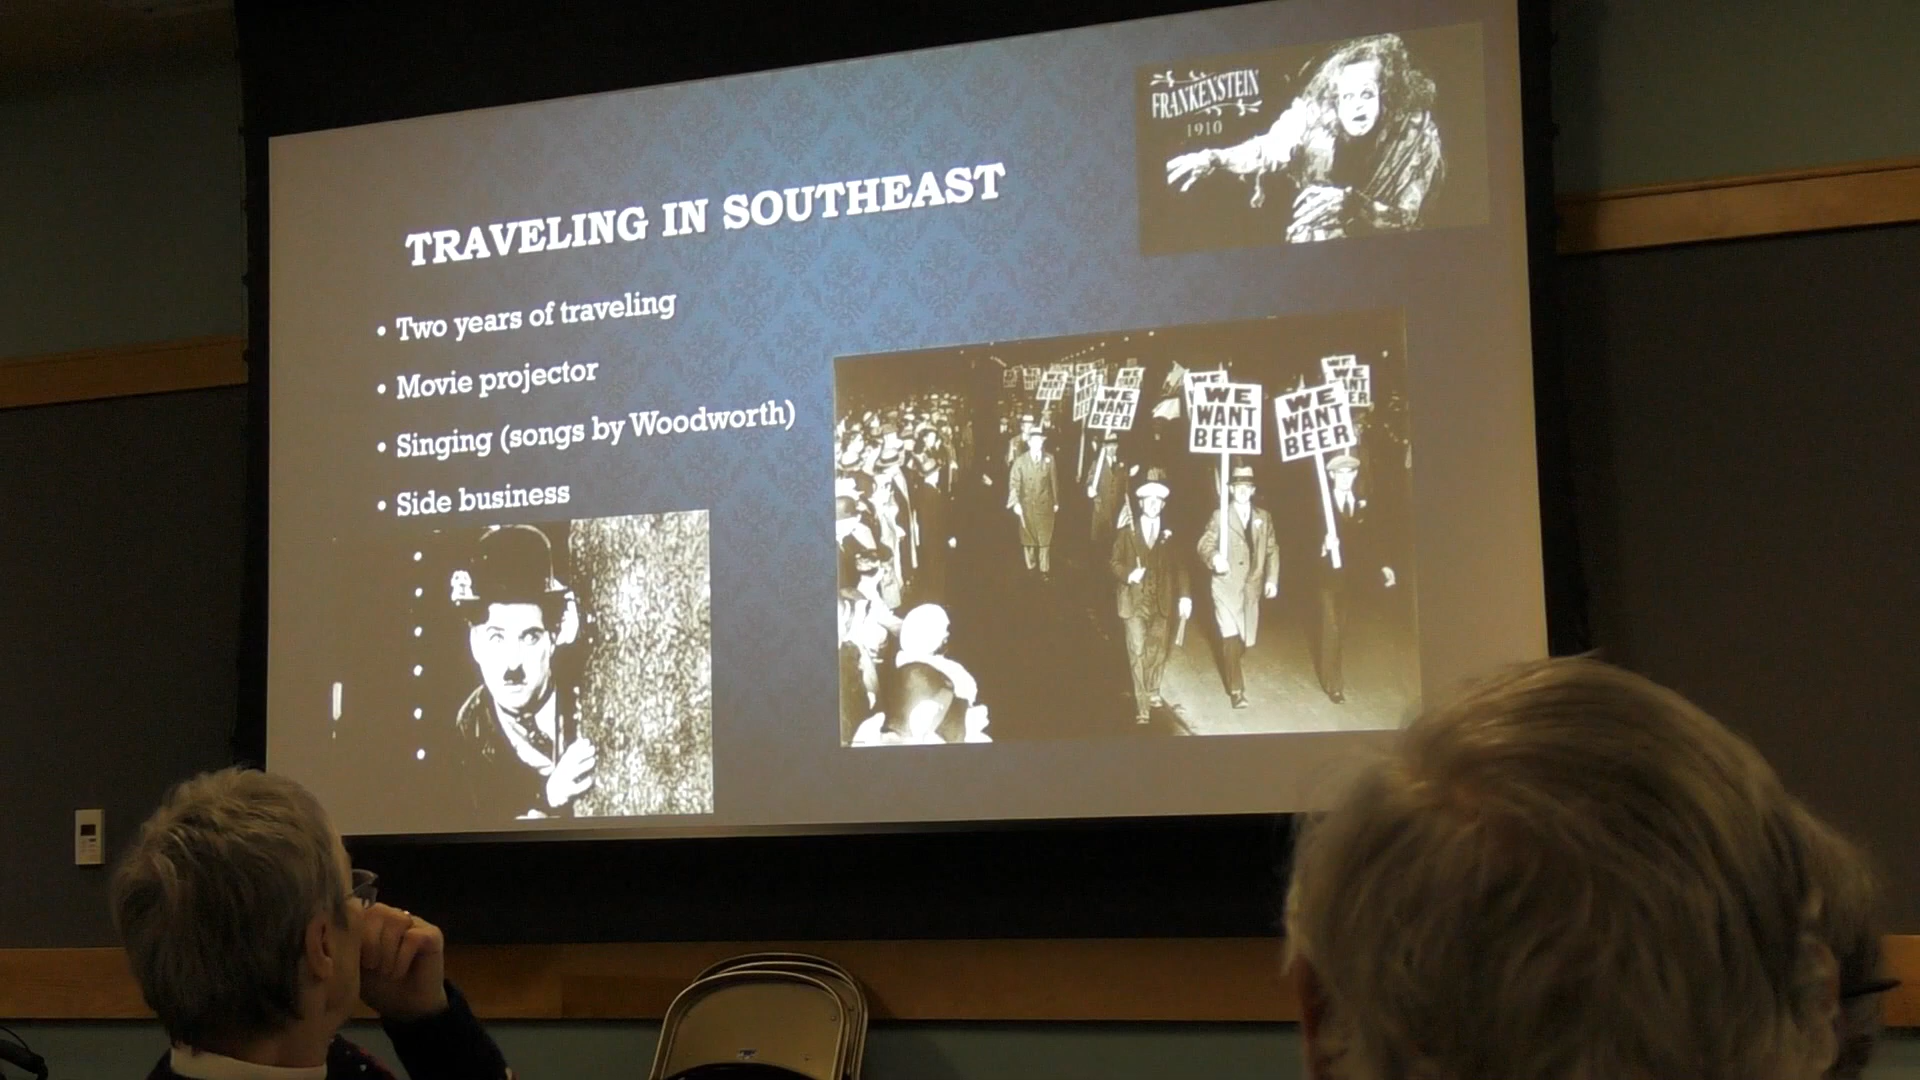 FRANKENSTEIN
1910
TRAVELING IN SOUTHEAST
• Two years of traveling
• Movie projector
• Singing (songs by Woodworth)
• Side business
WE
WANT
BEER
WE
WANT
BEER
WE
WANT
BEER